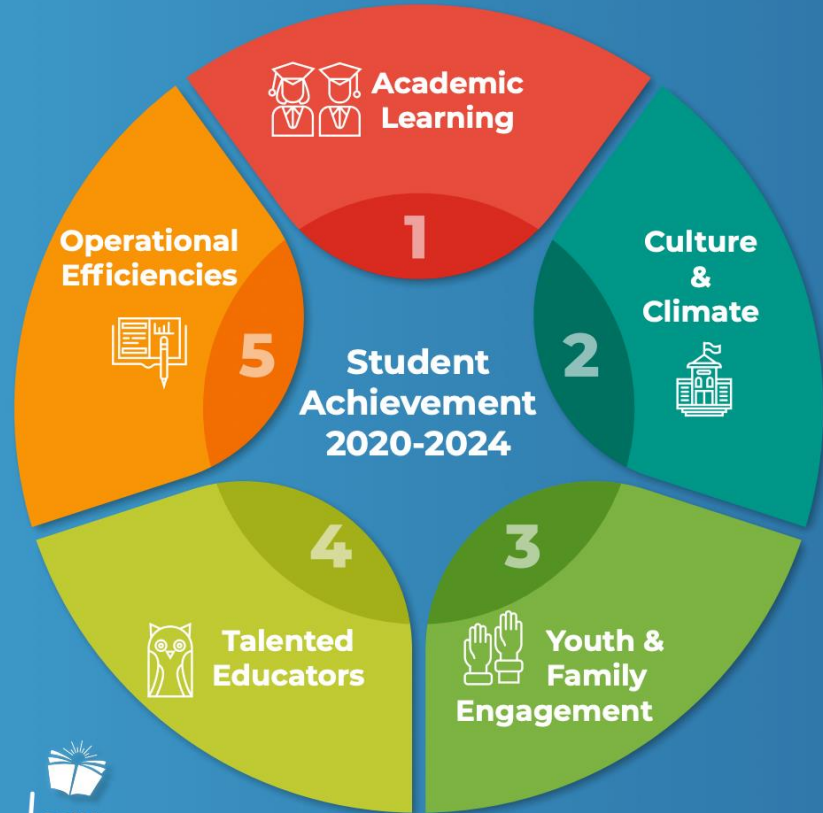 Academic
Learning
1
Culture
&
Climate
2
Youth &
Family
Engagement
3
Talented
Educators
4
Operational
Efficiencies
5
Student
Achievement
2020-2024